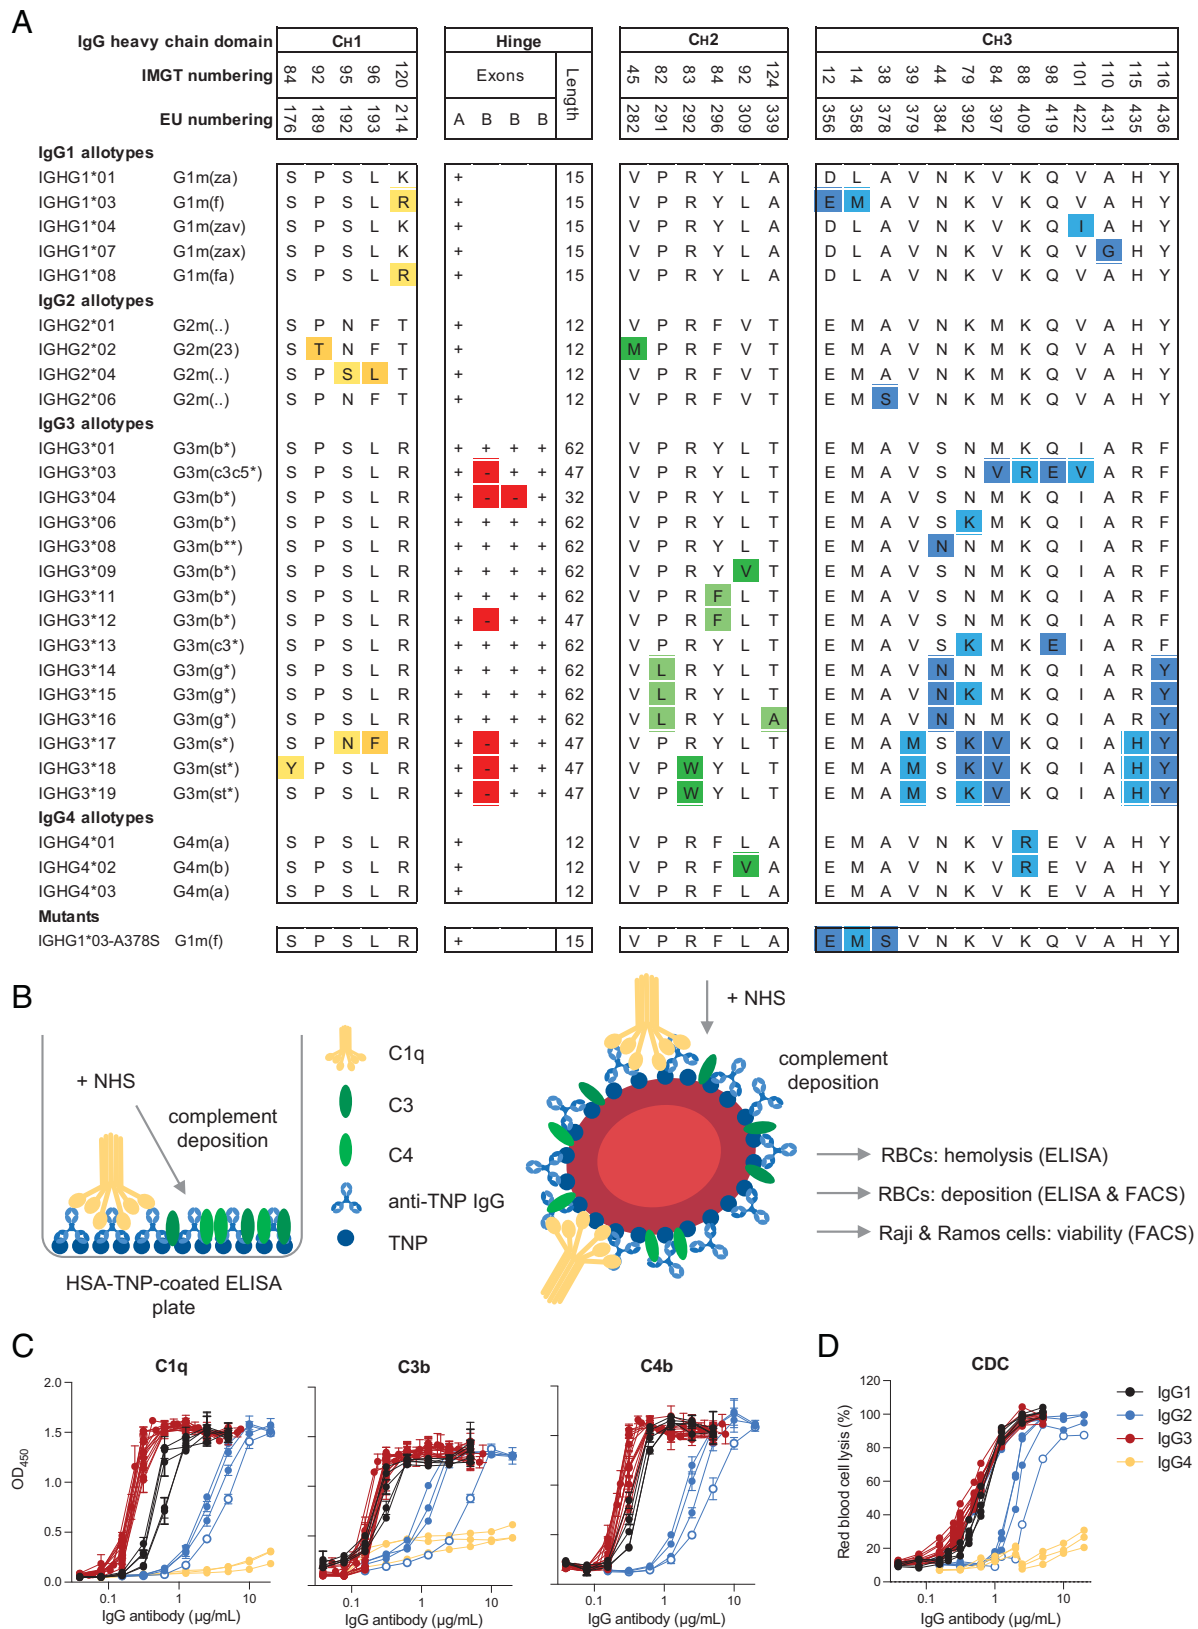 A
IgG heavy chain domain CH1 Hinge CH2 CH3
IMGT numbering 84 92 95 96 120 Exons Length 45 82 83 84 92 124 12 14 38 39 44 79 84 88 98 101 110 115 116
EU numbering 176 189 192 193 214 A B B B 282 291 292 296 309 339 356 358 378 379 384 392 397 409 419 422 431 435 436
IgG1 allotypes
IGHG1*01 G1m(za) S P S L K + 15 V P R Y L A D L A V N K V K Q V A H Y
IGHG1*03 G1m(f) S P S L R + 15 V P R Y L A E M A V N K V K Q V A H Y
IGHG1*04 G1m(zav) S P S L K + 15 V P R Y L A D L A V N K V K Q I A H Y
IGHG1*07 G1m(zax) S P S L K + 15 V P R Y L A D L A V N K V K Q V G H Y
IGHG1*08 G1m(fa) S P S L R + 15 V P R Y L A D L A V N K V K Q V A H Y
IgG2 allotypes
IGHG2*01 G2m(..) S P N F T + 12 V P R F V T E M A V N K M K Q V A H Y
IGHG2*02 G2m(23) S T N F T + 12 M P R F V T E M A V N K M K Q V A H Y
IGHG2*04 G2m(..) S P S L T + 12 V P R F V T E M A V N K M K Q V A H Y
IGHG2*06 G2m(..) S P N F T + 12 V P R F V T E M S V N K M K Q V A H Y
IgG3 allotypes
IGHG3*01 G3m(b*) S P S L R + + + + 62 V P R Y L T E M A V S N M K Q I A R F
IGHG3*03 G3m(c3c5*) S P S L R + - + + 47 V P R Y L T E M A V S N V R E V A R F
IGHG3*04 G3m(b*) S P S L R + - - + 32 V P R Y L T E M A V S N M K Q I A R F
IGHG3*06 G3m(b*) S P S L R + + + + 62 V P R Y L T E M A V S K M K Q I A R F
IGHG3*08 G3m(b**) S P S L R + + + + 62 V P R Y L T E M A V N N M K Q I A R F
IGHG3*09 G3m(b*) S P S L R + + + + 62 V P R Y V T E M A V S N M K Q I A R F
IGHG3*11 G3m(b*) S P S L R + + + + 62 V P R F L T E M A V S N M K Q I A R F
IGHG3*12 G3m(b*) S P S L R + - + + 47 V P R F L T E M A V S N M K Q I A R F
IGHG3*13 G3m(c3*) S P S L R + + + + 62 V P R Y L T E M A V S K M K E I A R F
IGHG3*14 G3m(g*) S P S L R + + + + 62 V L R Y L T E M A V N N M K Q I A R Y
IGHG3*15 G3m(g*) S P S L R + + + + 62 V L R Y L T E M A V N K M K Q I A R Y
IGHG3*16 G3m(g*) S P S L R + + + + 62 V L R Y L A E M A V N N M K Q I A R Y
IGHG3*17 G3m(s*) S P N F R + - + + 47 V P R Y L T E M A M S K V K Q I A H Y
IGHG3*18 G3m(st*) Y P S L R + - + + 47 V P W Y L T E M A M S K V K Q I A H Y
IGHG3*19 G3m(st*) S P S L R + - + + 47 V P W Y L T E M A M S K V K Q I A H Y
IgG4 allotypes
IGHG4*01 G4m(a) S P S L R + 12 V P R F L A E M A V N K V R E V A H Y
IGHG4*02 G4m(b) S P S L R + 12 V P R F V A E M A V N K V R E V A H Y
IGHG4*03 G4m(a) S P S L R + 12 V P R F L A E M A V N K V K E V A H Y
Mutants
IGHG1*03-A378S G1m(f) S P S L R + 15 V P R F L A E M S V N K V K Q V A H Y
B
+ NHS
complement
deposition
HSA-TNP-coated ELISA
plate
C1q
C3
C4
anti-TNP IgG
TNP
+ NHS
complement
deposition
RBCs: hemolysis (ELISA)
RBCs: deposition (ELISA & FACS)
Raji & Ramos cells: viability (FACS)
C
C1q
C3b
C4b
OD450
2.0
1.5
1.0
0.5
0.0
0.1 1 10
IgG antibody (µg/mL)
0.1 1 10
IgG antibody (µg/mL)
0.1 1 10
IgG antibody (µg/mL)
D
CDC
Red blood cell lysis (%)
120
100
80
60
40
20
0
0.1 1 10
IgG antibody (µg/mL)
IgG1
IgG2
IgG3
IgG4